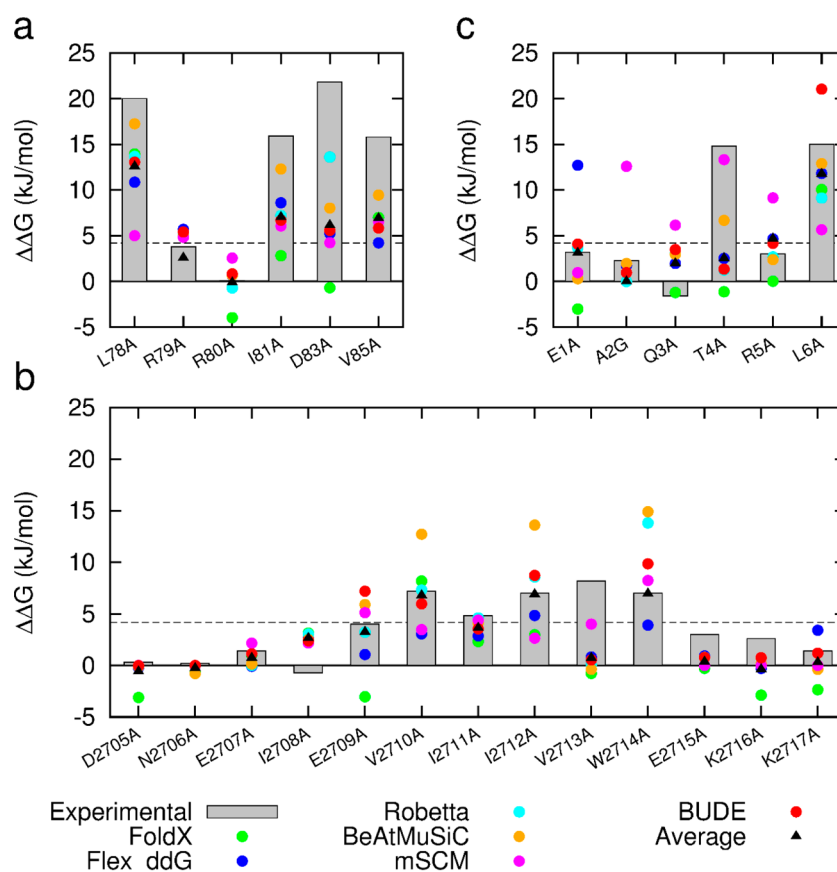 a
ΔΔG (kJ/mol)
25
20
15
10
5
0
-5
L78A
R79A
R80A
I81A
D83A
V85A
c
ΔΔG (kJ/mol)
25
20
15
10
5
0
-5
E1A
A2G
Q3A
T4A
R5A
L6A
b
ΔΔG (kJ/mol)
25
20
15
10
5
0
-5
D2705A
N2706A
E2707A
I2708A
E2709A
V2710A
I2711A
I2712A
V2713A
W2714A
E2715A
K2716A
K2717A
Experimental
FoldX
Flex ddG
Robetta
BeAtMuSiC
mSCM
BUDE
Average